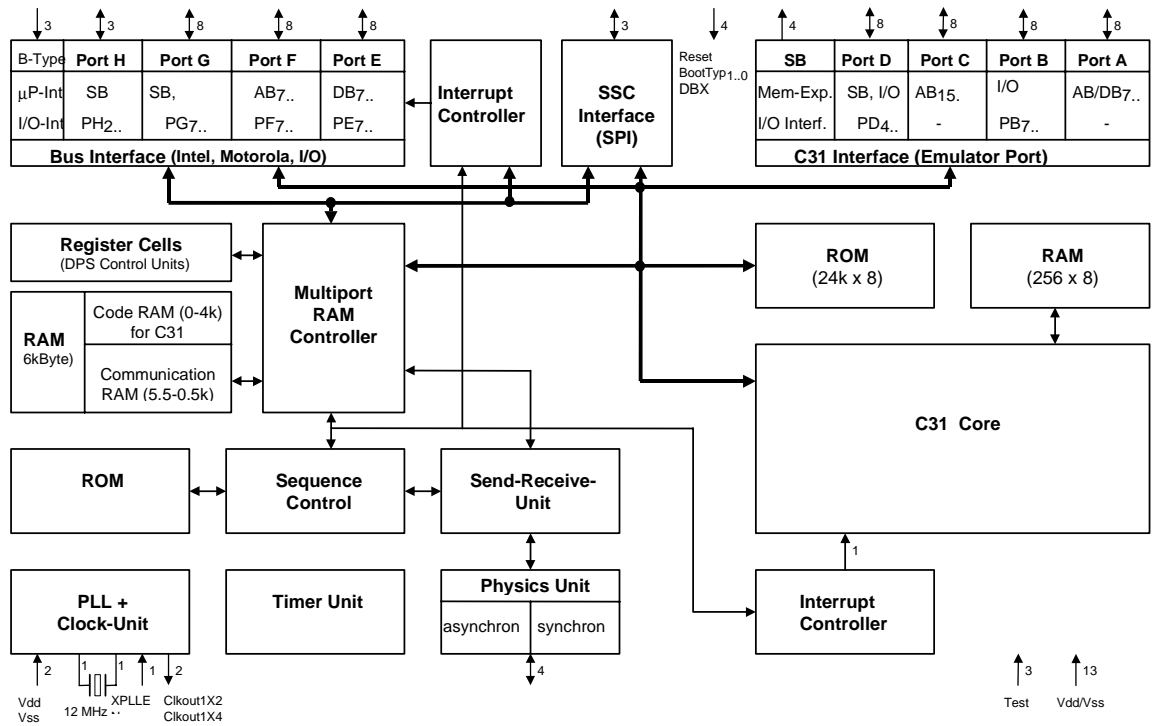 3 3 8 8 8 3 4 4 8 8 8 8
B-Type Port H Port G Port F Port E
µP-Int SB SB, AB7.. DB7..
I/O-Int PH2.. PG7.. PF7.. PE7..
Bus Interface (Intel, Motorola, I/O)
Interrupt
Controller
SSC
Interface
(SPI)
Reset
BootTyp1..0
DBX
SB Port D Port C Port B Port A
Mem-Exp. SB, I/O AB15. I/O AB/DB7..
I/O Interf. PD4.. - PB7.. -
C31 Interface (Emulator Port)
Register Cells
(DPS Control Units)
Multiport
RAM
Controller
ROM
(24k x 8)
RAM
(256 x 8)
RAM
6kByte)
Code RAM (0-4k)
for C31
Communication
RAM (5.5-0.5k)
C31 Core
ROM
Sequence
Control
Send-Receive-
Unit
1
PLL +
Clock-Unit
Timer Unit
Physics Unit
asynchron synchron
Interrupt
Controller
2 1 1 1 2 4 3 13
Vdd
Vss
12 MHz
XPLLE
Clkout1X2
Clkout1X4
Test
Vdd/Vss